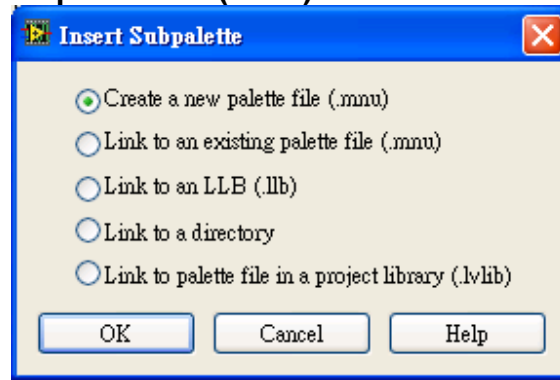 Insert Subpalette
Create a new palette file (.mnu)
Link to an existing palette file (.mnu)
Link to an LLB (.llb)
Link to a directory
Link to palette file in a project library (.lvlib)
OK Cancel Help